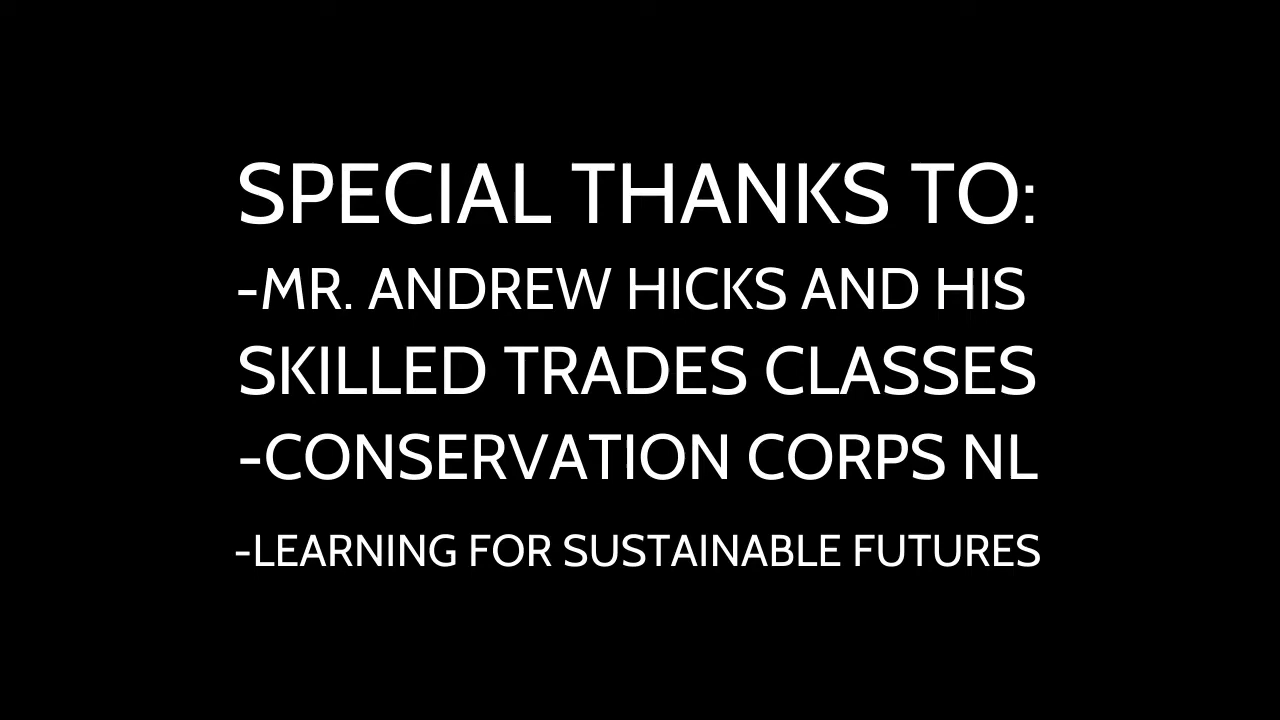 SPECIAL THANKS TO:
-MR. ANDREW HICKS AND HIS
SKILLED TRADES CLASSES
-CONSERVATION CORPS NL
-LEARNING FOR SUSTAINABLE FUTURES